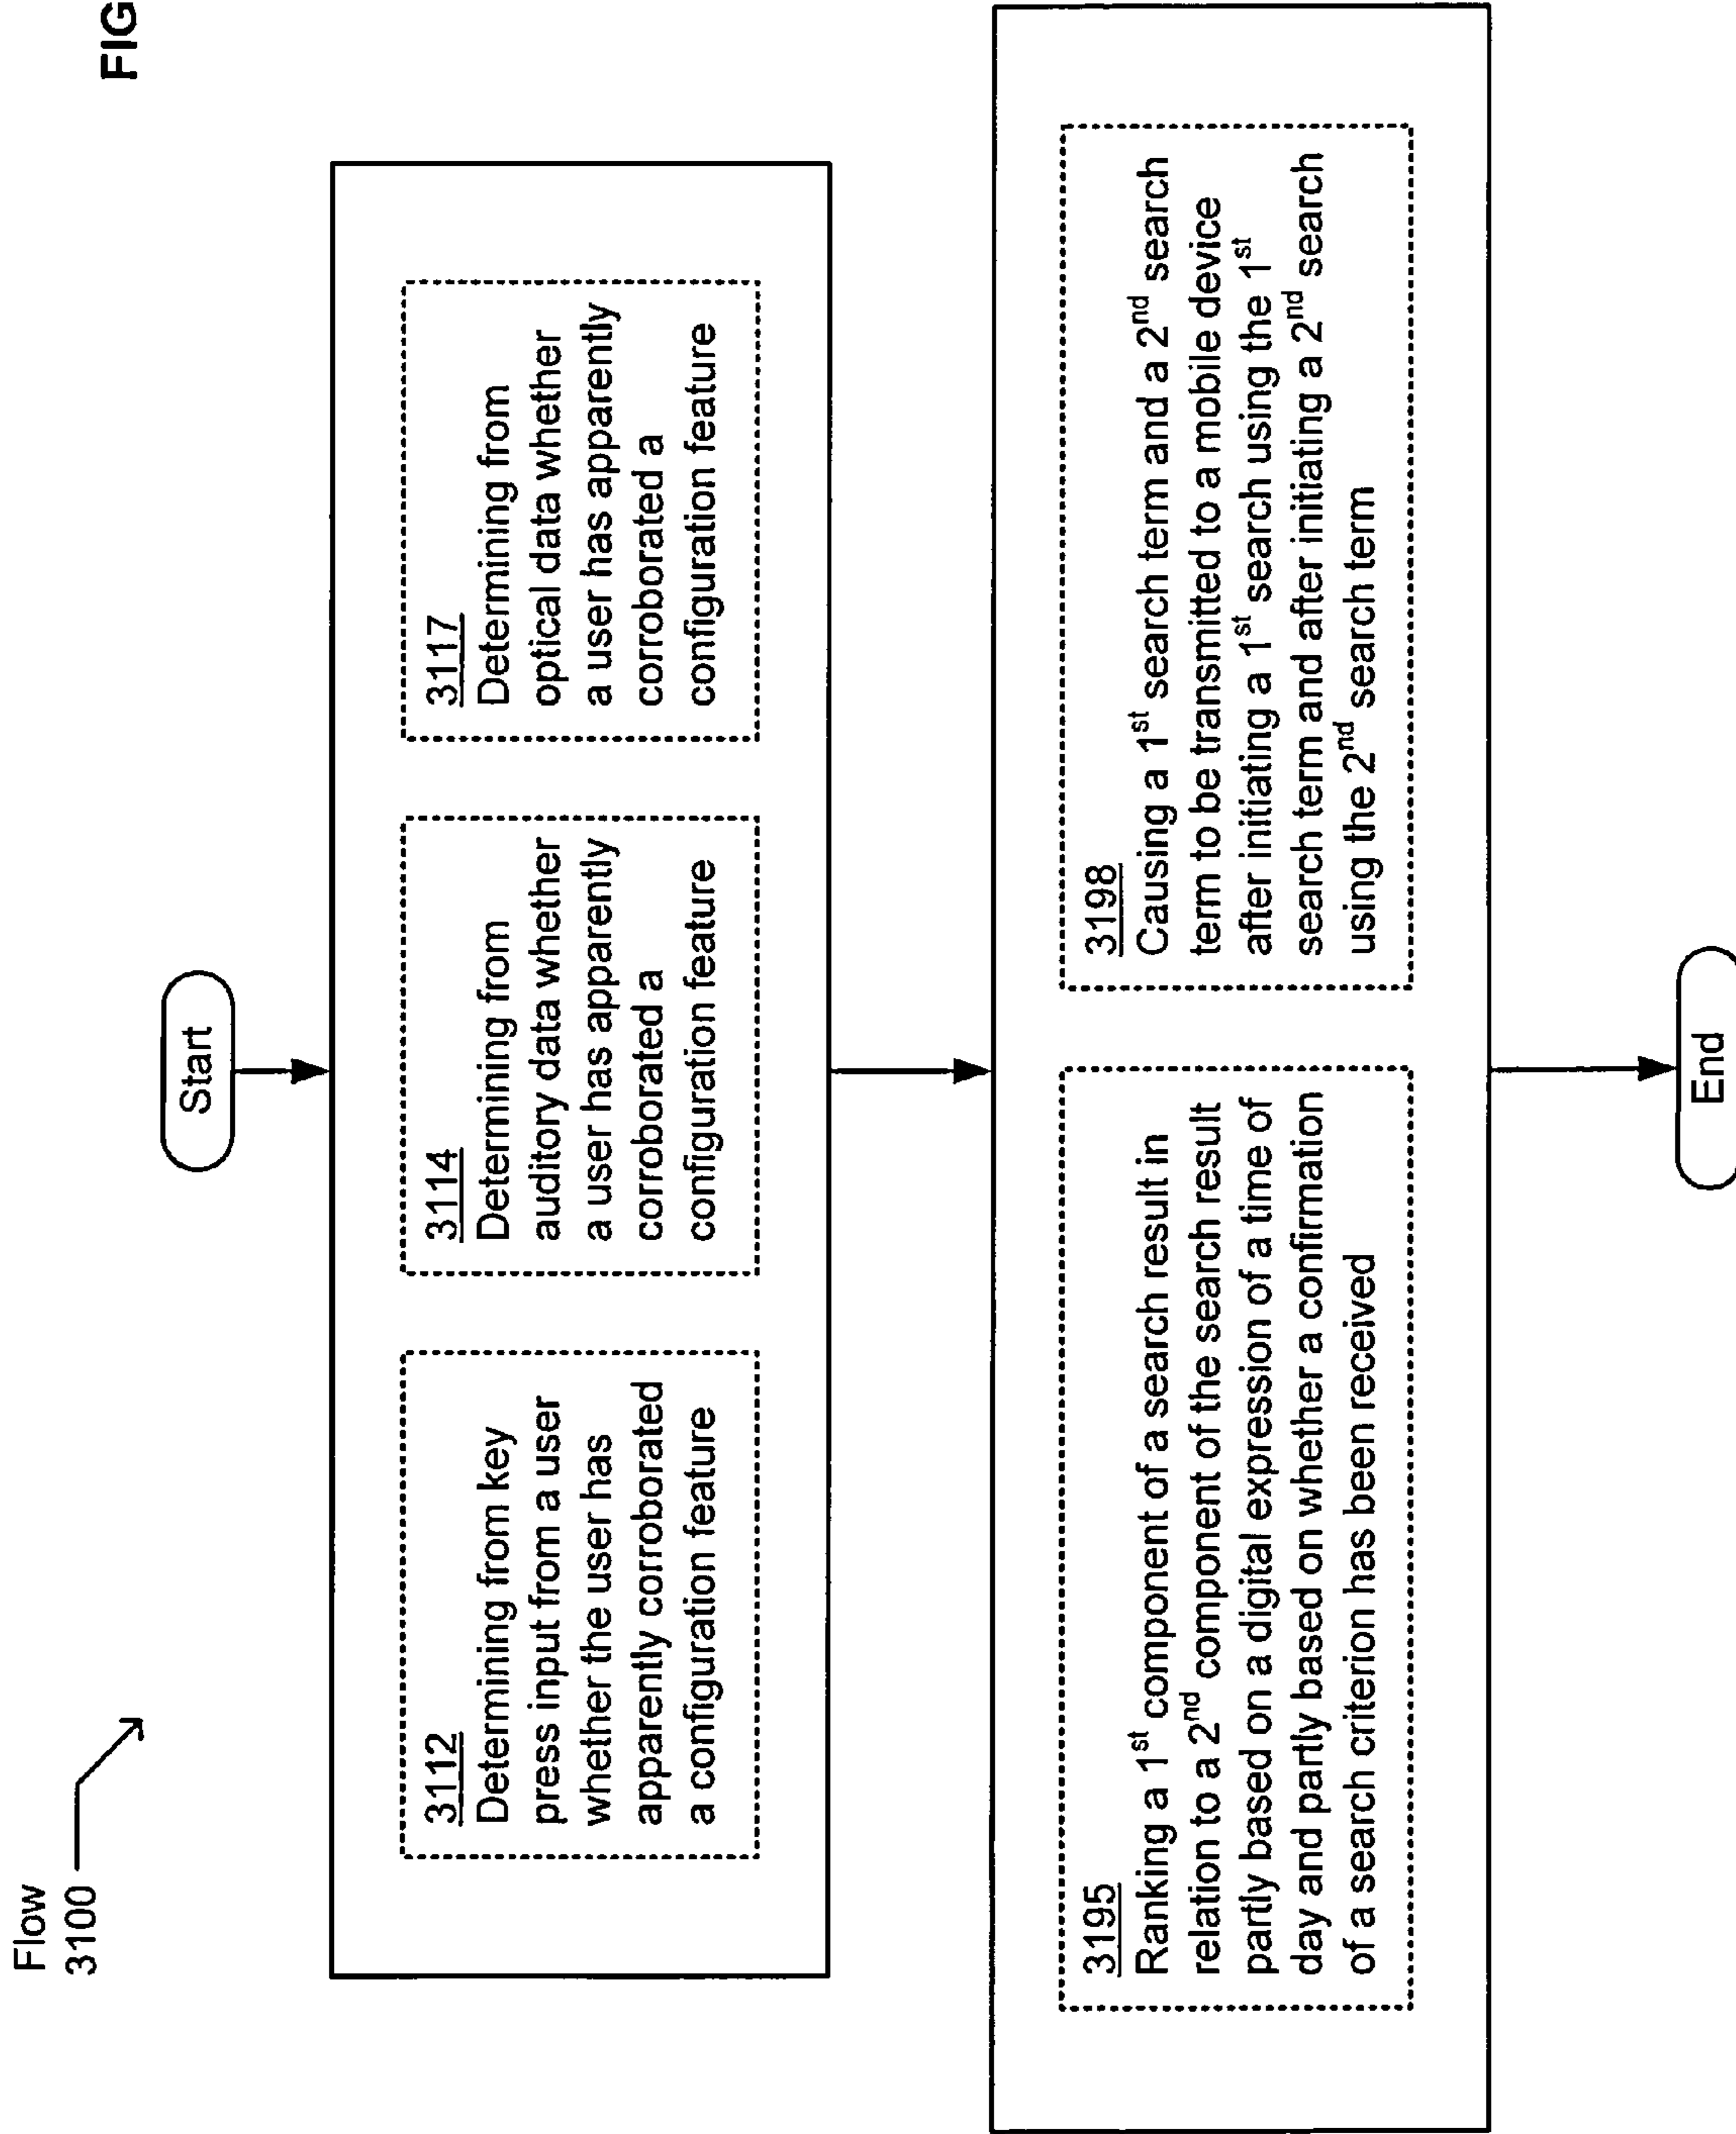 FIG
Flow
3100
Start
3112
Determining from key
press input from a user
whether the user has
apparently corroborated
a configuration feature
3114
Determining from
auditory data whether
a user has apparently
corroborated a
configuration feature
3117
Determining from
optical data whether
a user has apparently
corroborated a
configuration feature
3195
Ranking a 1st component of a search result in
relation to a 2nd component of the search result
partly based on a digital expression of a time of
day and partly based on whether a confirmation
of a search criterion has been received
3198
Causing a 1st search term and a 2nd search
term to be transmitted to a mobile device
after initiating a 1st search using the 1st
search term and after initiating a 2nd search
using the 2nd search term
End